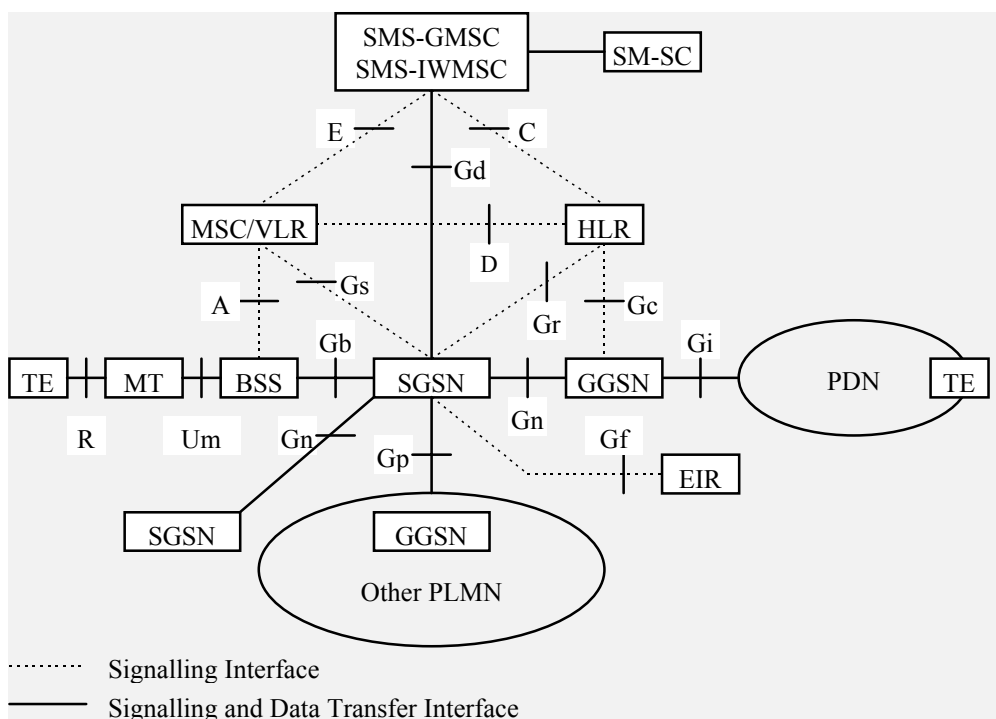 SMS-GMSC
SMS-IWMSC
SM-SC
E
C
Gd
MSC/VLR
HLR
D
Gs
A
Gr
Gc
Gb
Gi
TE
MT
BSS
SGSN
GGSN
PDN
TE
R
Um
Gn
Gn
Gf
Gp
EIR
SGSN
GGSN
Other PLMN
Signalling Interface
Signalling and Data Transfer Interface